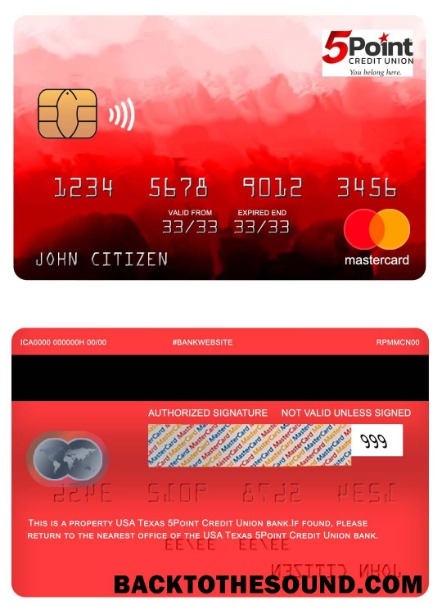 5Point
CREDIT UNION
You belong here.
1234 5678 9012 3456
VALID FROM EXPIRED END
33/33 33/33
JOHN CITIZEN
mastercard
ICA0000 000000H 00/00 #BANKWEBSITE RPMMCN00
AUTHORIZED SIGNATURE NOT VALID UNLESS SIGNED
MasterCard MasterCard MasterCard
999
THIS IS A PROPERTY USA TEXAS 5POINT CREDIT UNION BANK.IF FOUND, PLEASE
RETURN TO THE NEAREST OFFICE OF THE USA TEXAS 5POINT CREDIT UNION BANK.
BACKTOTHESOUND.COM